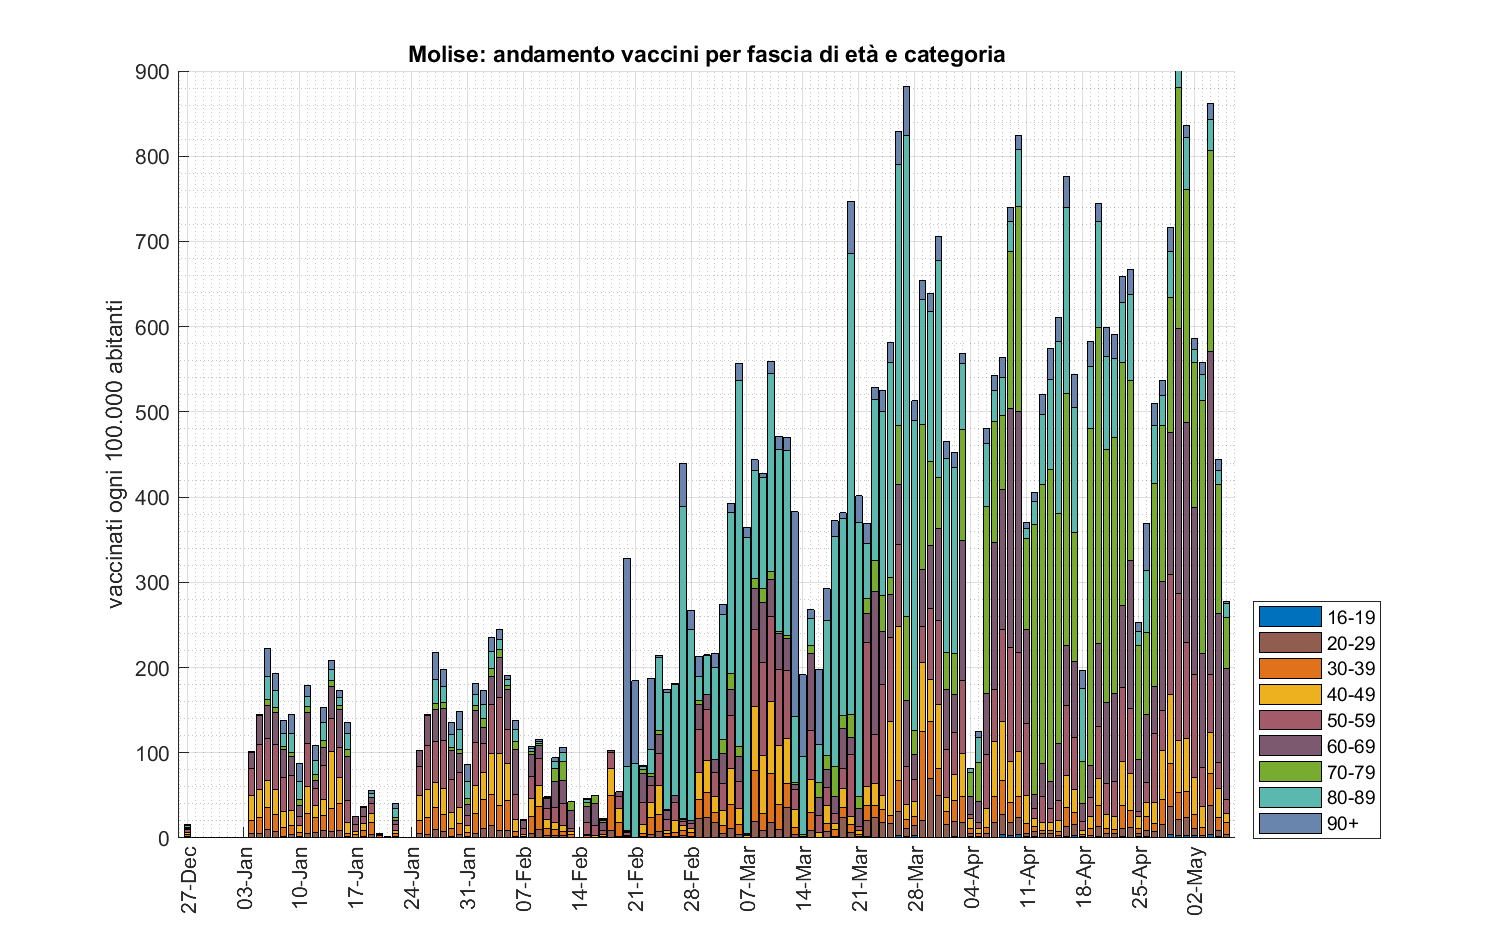 Molise: andamento vaccini per fascia di età e categoria
vaccinati ogni 100.000 abitanti
900
800
700
600
500
400
300
200
100
0
27-Dec
03-Jan
10-Jan
17-Jan
24-Jan
31-Jan
07-Feb
14-Feb
21-Feb
28-Feb
07-Mar
14-Mar
21-Mar
28-Mar
04-Apr
11-Apr
18-Apr
25-Apr
02-May
16-19
20-29
30-39
40-49
50-59
60-69
70-79
80-89
90+